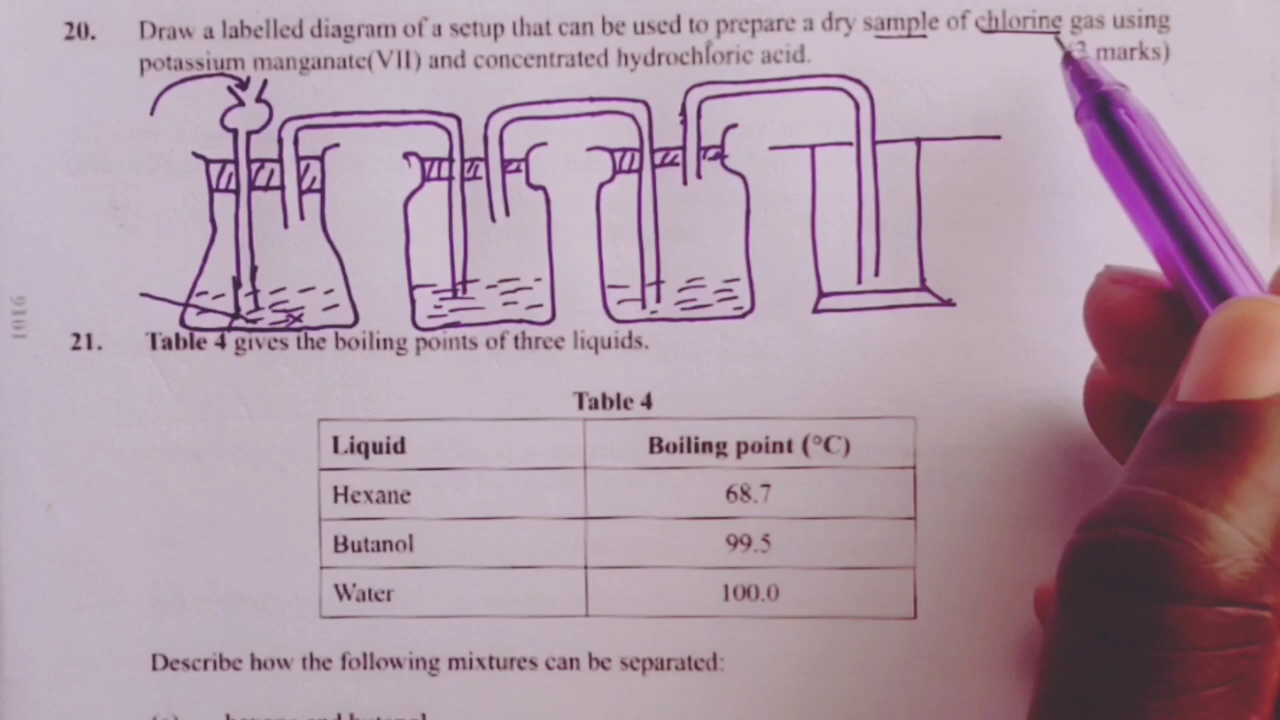 20. Draw a labelled diagram of a setup that can be used to prepare a dry sample of chlorine gas using
potassium manganate(VII) and concentrated hydrochloric acid. marks)
21. Table 4 gives the boiling points of three liquids.
Table 4
Liquid Boiling point (°C)
Hexane 68.7
Butanol 99.5
Water 100.0
Describe how the following mixtures can be separated: